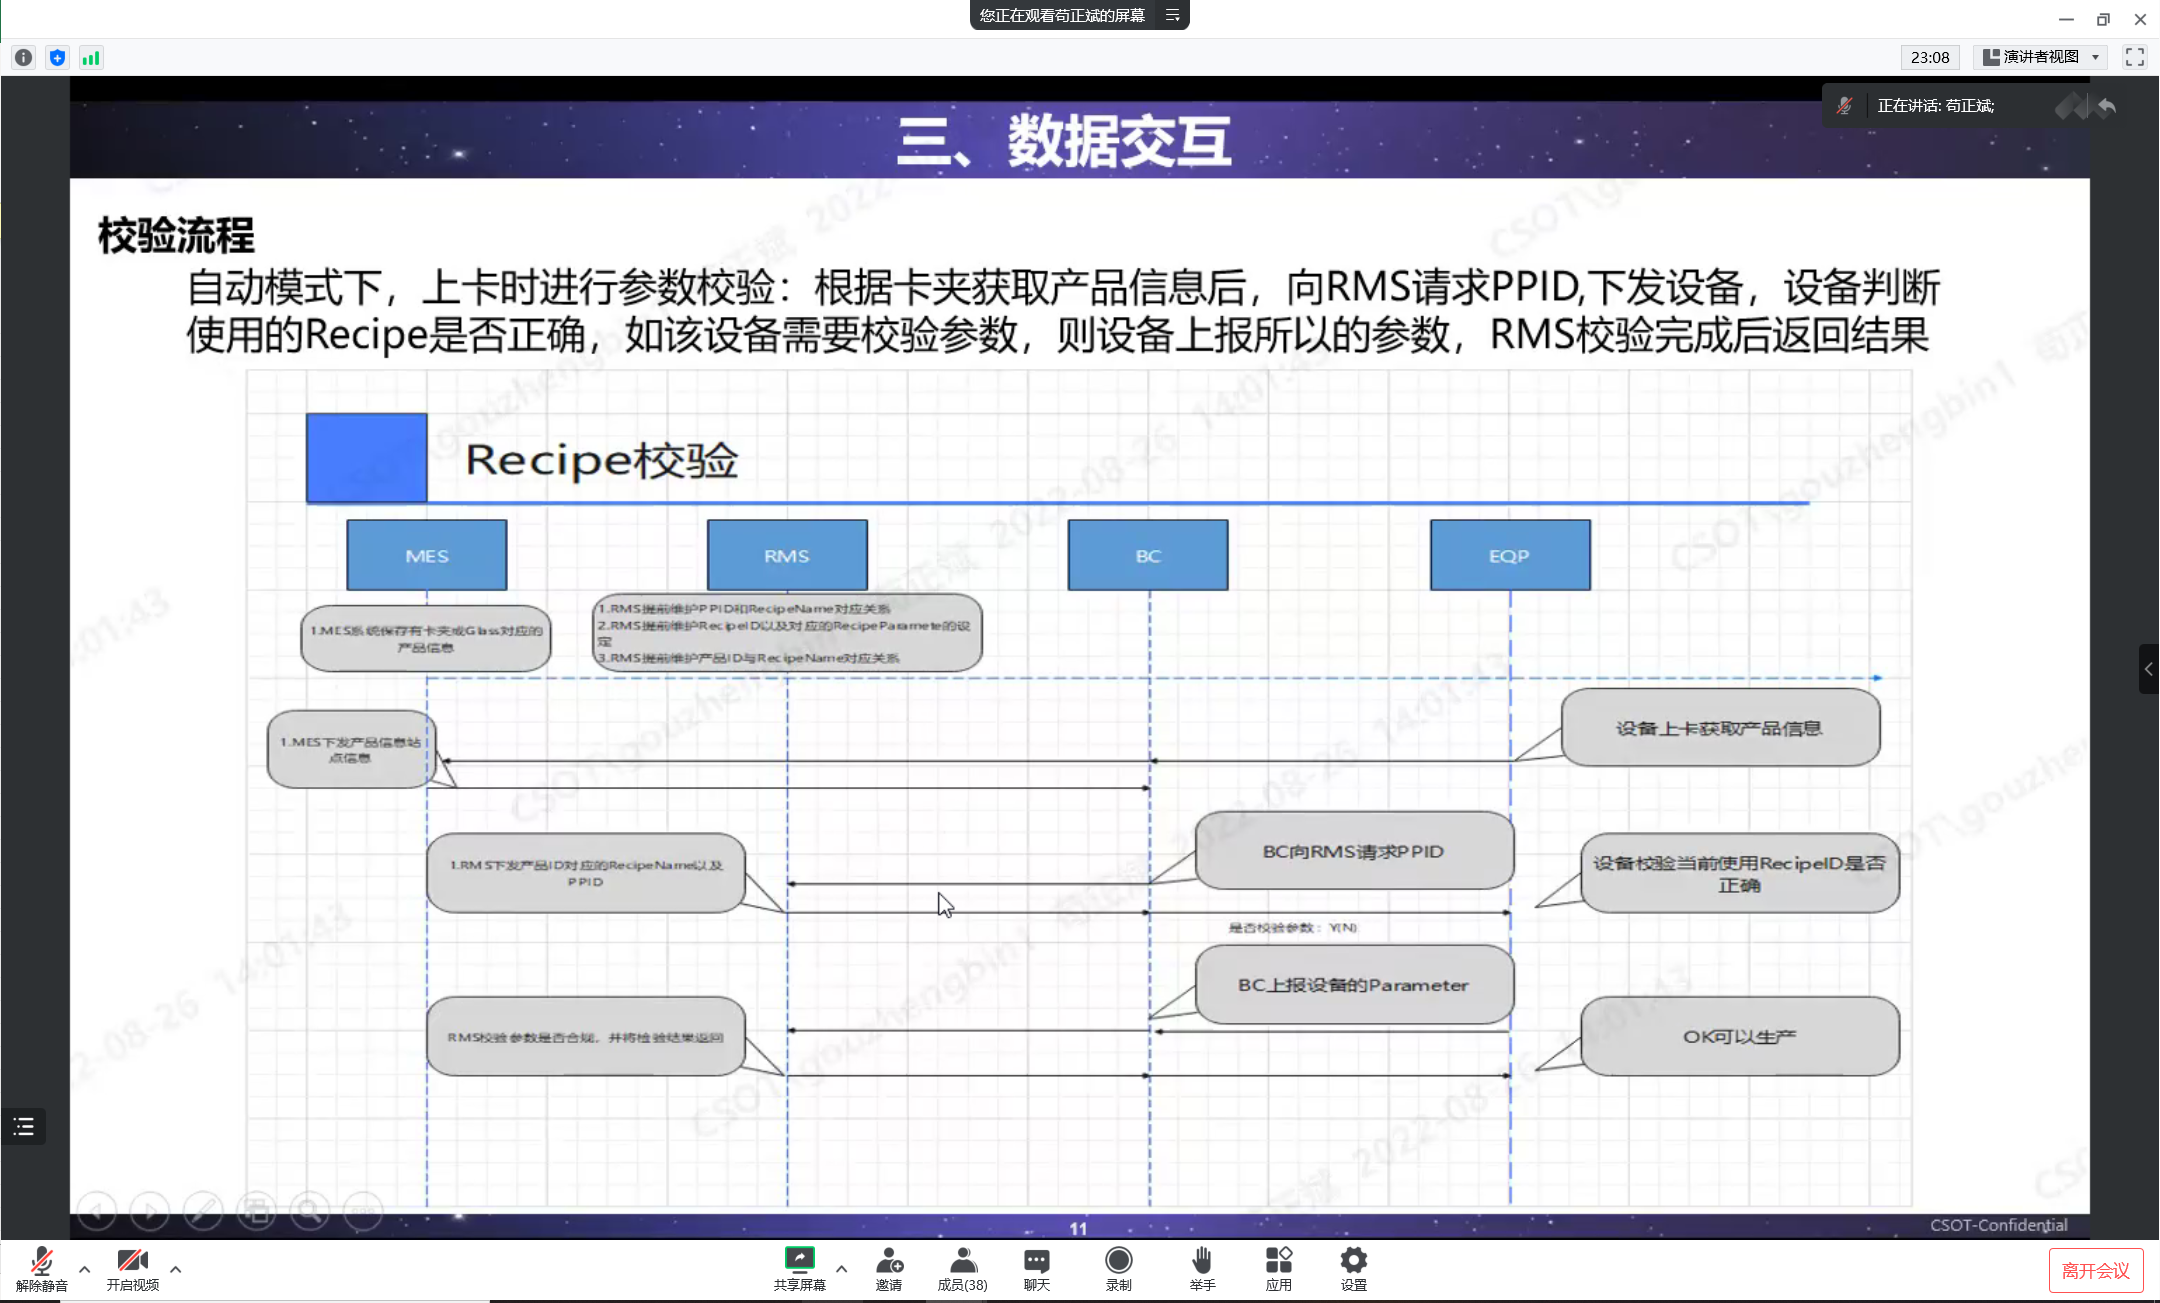 您正在观看苟正斌的屏幕
23:08
演讲者视图
正在讲话: 苟正斌;
三、数据交互
校验流程
自动模式下，上卡时进行参数校验：根据卡夹获取产品信息后，向RMS请求PPID,下发设备，设备判断
使用的Recipe是否正确，如该设备需要校验参数，则设备上报所以的参数，RMS校验完成后返回结果
Recipe校验
MES
RMS
BC
EQP
1.MES系统保存有卡夹或Glass对应的
产品信息
1.RMS提前维护PPID和RecipeName对应关系
2.RMS提前维护RecipeID以及对应的RecipeParamete的设
定
3.RMS提前维护产品ID与RecipeName对应关系
设备上卡获取产品信息
1.MES下发产品信息站
点信息
BC向RMS请求PPID
1.RMS下发产品ID对应的RecipeName以及
PPID
设备校验当前使用RecipeID是否
正确
是否校验参数：Y(N)
BC上报设备的Parameter
RMS校验参数是否合规，并将检验结果返回
OK可以生产
CSOT\gouzhengbin1 苟正斌 2022-08-26 14:01:43
11
CSOT-Confidential
解除静音
开启视频
共享屏幕
邀请
成员(38)
聊天
录制
举手
应用
设置
离开会议